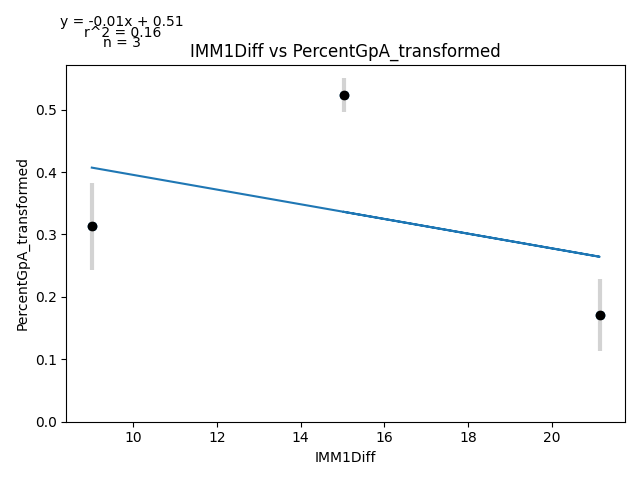 y = -0.01x + 0.51
r^2 = 0.16
n = 3
IMM1Diff vs PercentGpA_transformed
PercentGpA_transformed
0.5
0.4
0.3
0.2
0.1
0.0
10 12 14 16 18 20
IMM1Diff